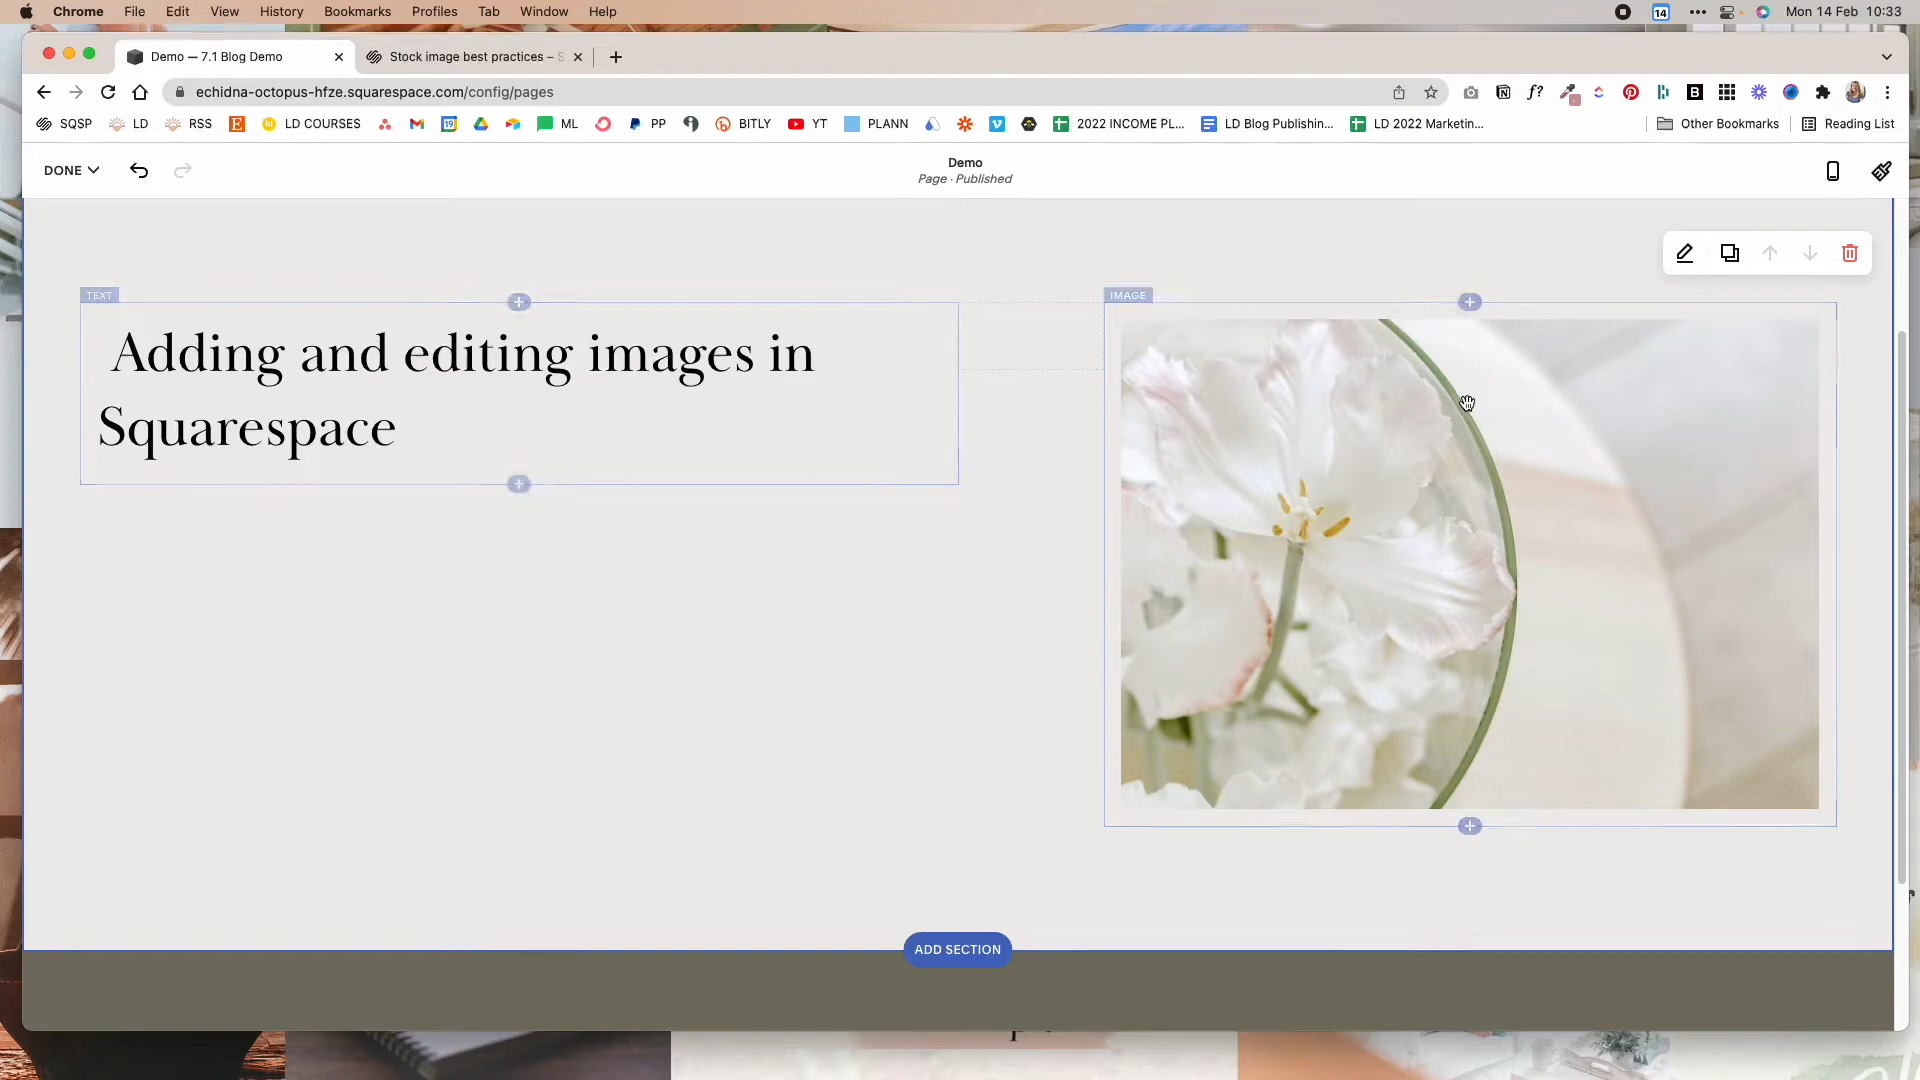 Chrome File Edit View History Bookmarks Profiles Tab Window Help
14
Mon 14 Feb 10:33
Demo — 7.1 Blog Demo
Stock image best practices – S
echidna-octopus-hfze.squarespace.com/config/pages
f?
B
SQSP
LD
RSS
LD COURSES
19
ML
PP
BITLY
YT
PLANN
2022 INCOME PL...
LD Blog Publishin...
LD 2022 Marketin...
Other Bookmarks
Reading List
DONE
Demo
Page · Published
TEXT
IMAGE
Adding and editing images in
Squarespace
ADD SECTION